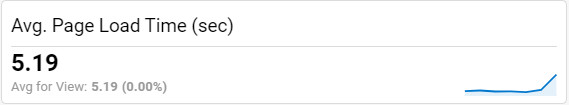 Avg. Page Load Time (sec)
5.19
Avg for View: 5.19 (0.00%)